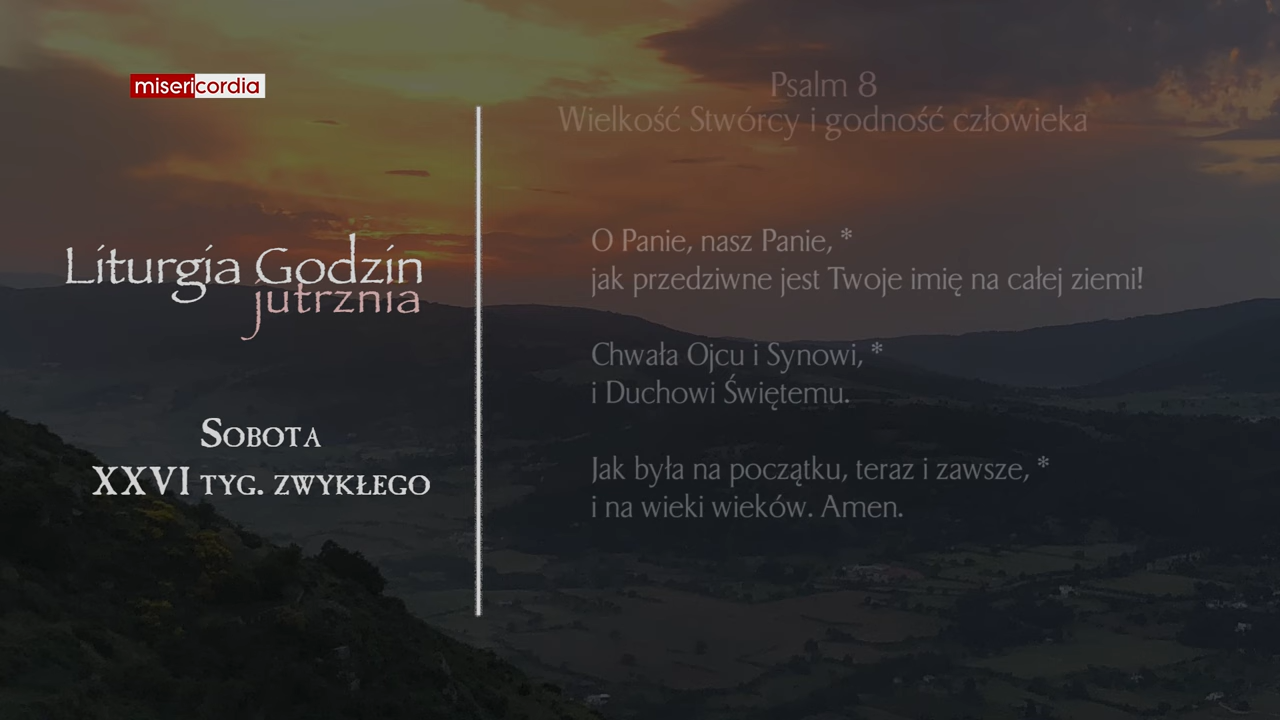 misericordia
Liturgia Godzin
jutrznia
Sobota
XXVI tyg. zwykłego
Psalm 8
Wielkość Stwórcy i godność człowieka
O Panie, nasz Panie, *
jak przedziwne jest Twoje imię na całej ziemi!
Chwała Ojcu i Synowi, *
i Duchowi Świętemu.
Jak była na początku, teraz i zawsze, *
i na wieki wieków. Amen.